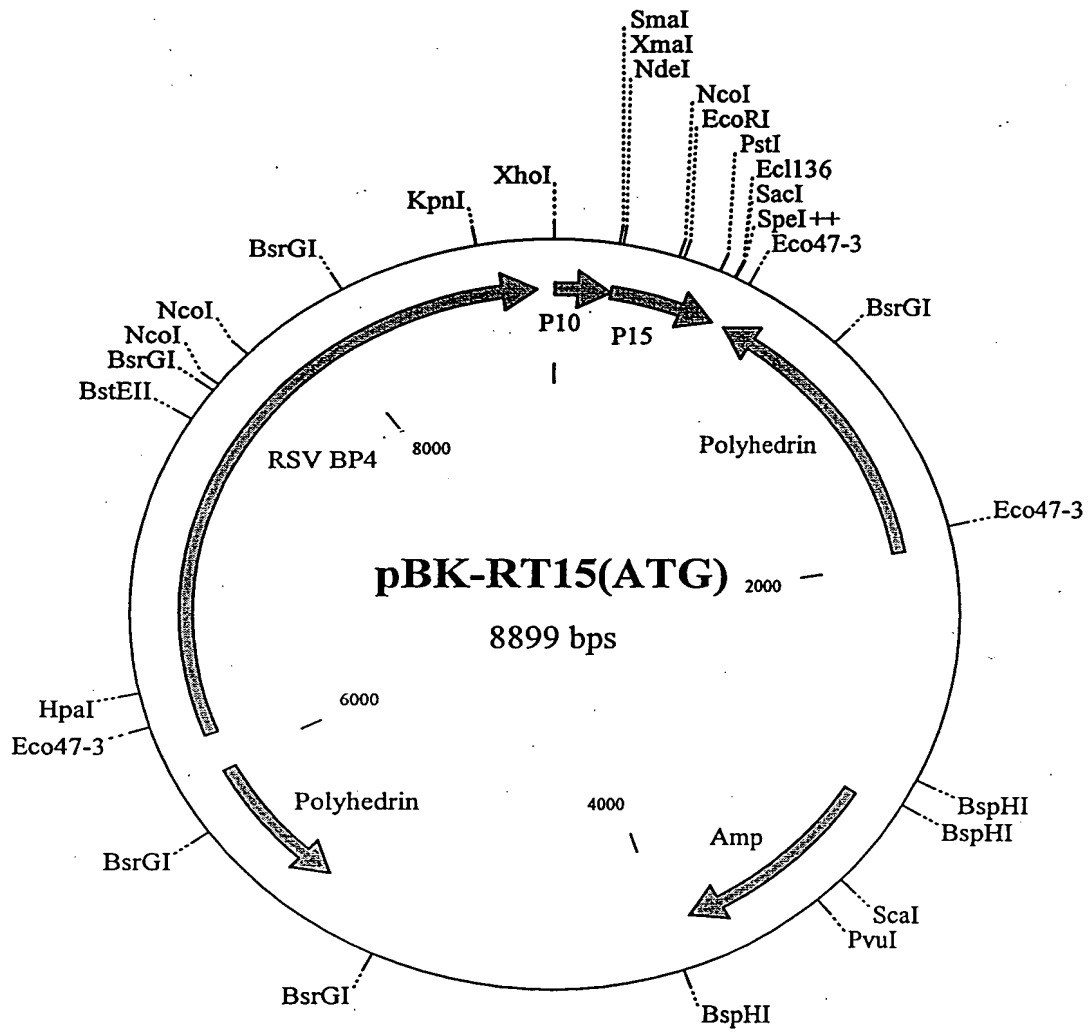 SmaI
XmaI
NdeI
NcoI
EcoRI
PstI
Ecl136
SacI
SpeI++
Eco47-3
XhoI
KpnI
BsrGI
BsrGI
NcoI
NcoI
BsrGI
BstEII
P10
P15
Polyhedrin
RSV BP4
8000
Eco47-3
pBK-RT15(ATG)
2000
8899 bps
HpaI
6000
Eco47-3
Polyhedrin
4000
BspHI
BspHI
Amp
BsrGI
ScaI
PvuI
BsrGI
BspHI